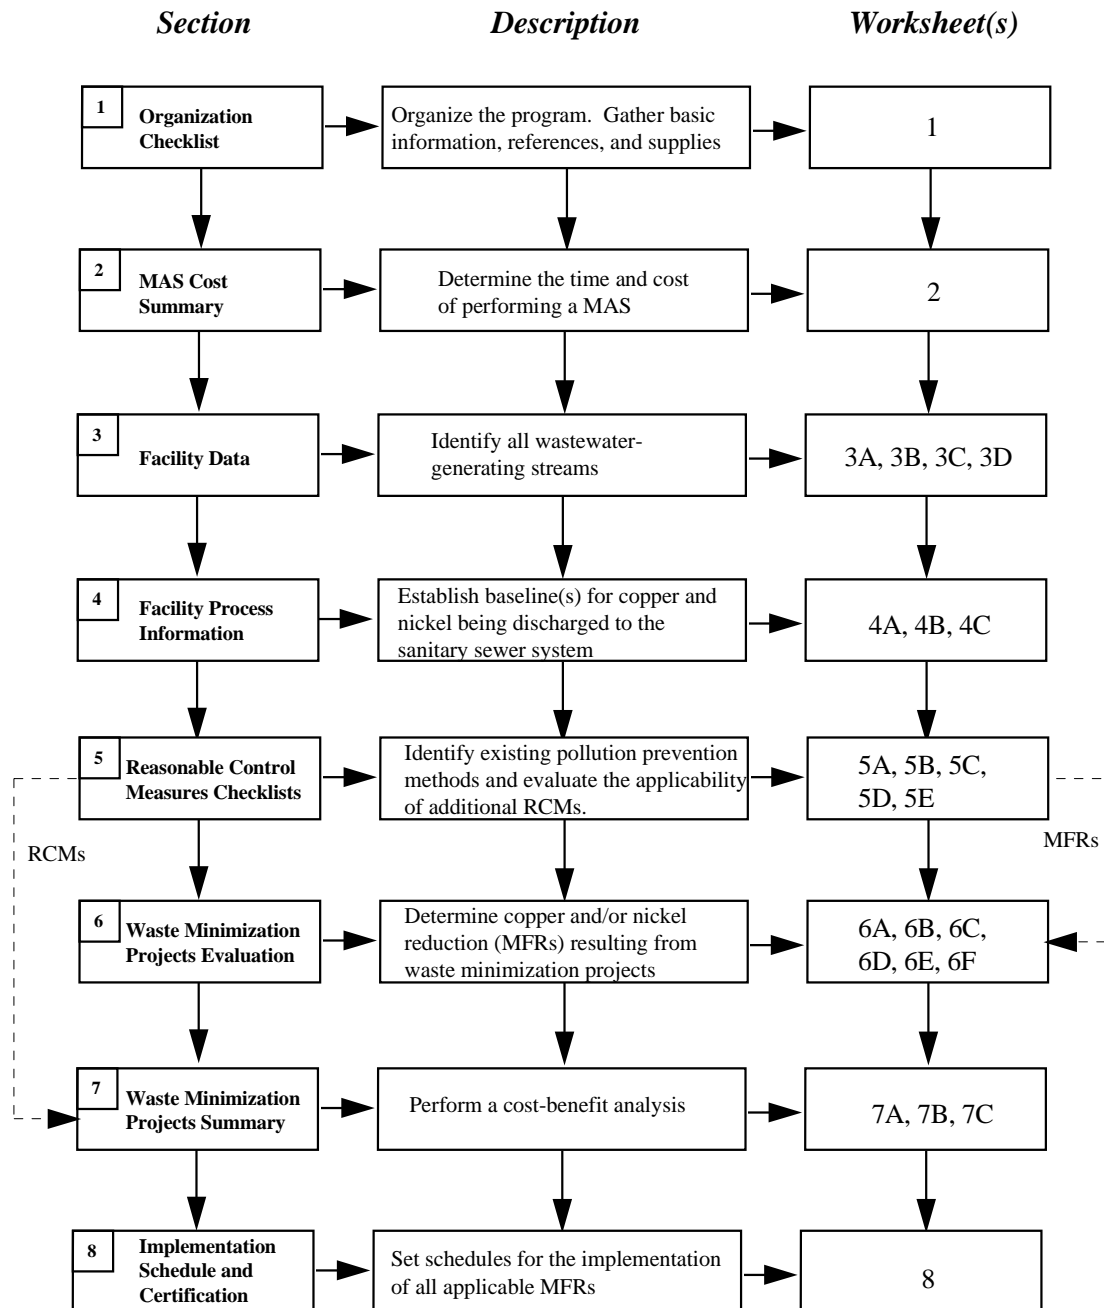 Section
Description
Worksheet(s)
1
Organization
Checklist
Organize the program. Gather basic
information, references, and supplies
1
2
MAS Cost
Summary
Determine the time and cost
of performing a MAS
2
3
Facility Data
Identify all wastewater-
generating streams
3A, 3B, 3C, 3D
4
Facility Process
Information
Establish baseline(s) for copper and
nickel being discharged to the
sanitary sewer system
4A, 4B, 4C
5
Reasonable Control
Measures Checklists
Identify existing pollution prevention
methods and evaluate the applicability
of additional RCMs.
5A, 5B, 5C,
5D, 5E
RCMs
MFRs
6
Waste Minimization
Projects Evaluation
Determine copper and/or nickel
reduction (MFRs) resulting from
waste minimization projects
6A, 6B, 6C,
6D, 6E, 6F
7
Waste Minimization
Projects Summary
Perform a cost-benefit analysis
7A, 7B, 7C
8
Implementation
Schedule and
Certification
Set schedules for the implementation
of all applicable MFRs
8